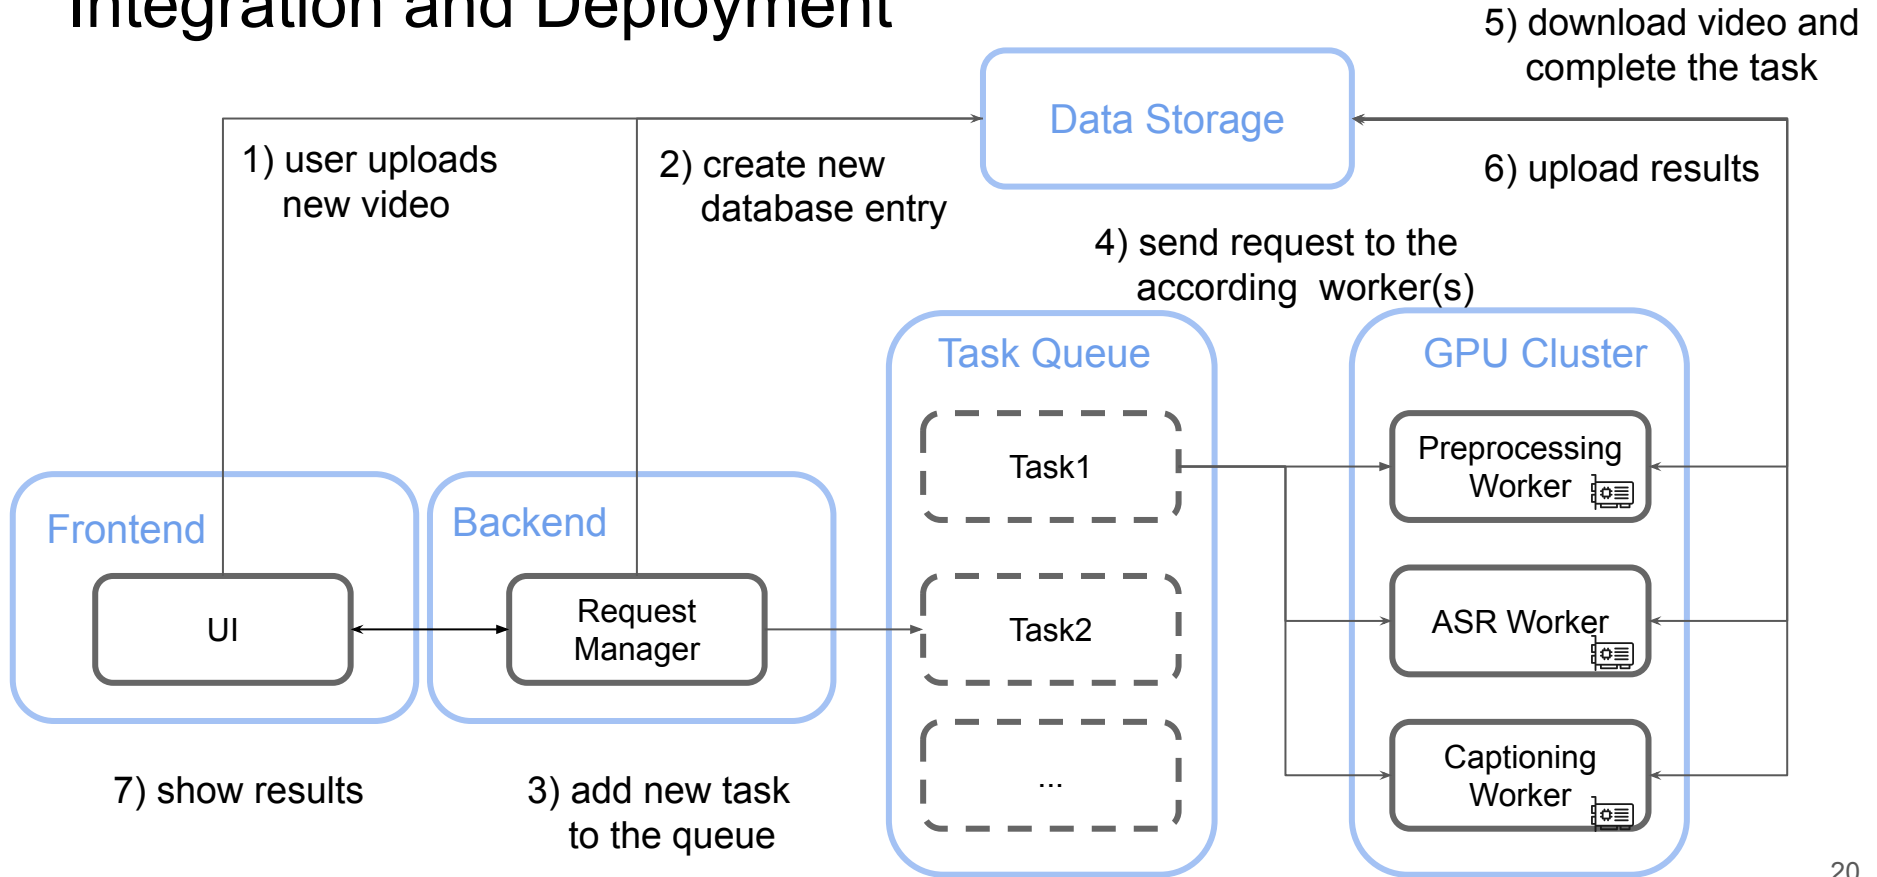 Integration and Deployment
5) download video and
complete the task
Data Storage
1) user uploads
new video
2) create new
database entry
6) upload results
4) send request to the
according  worker(s)
Task Queue
GPU Cluster
Task1
Preprocessing
Worker
Frontend
Backend
UI
Request
Manager
Task2
ASR Worker
7) show results
3) add new task
to the queue
...
Captioning
Worker
20